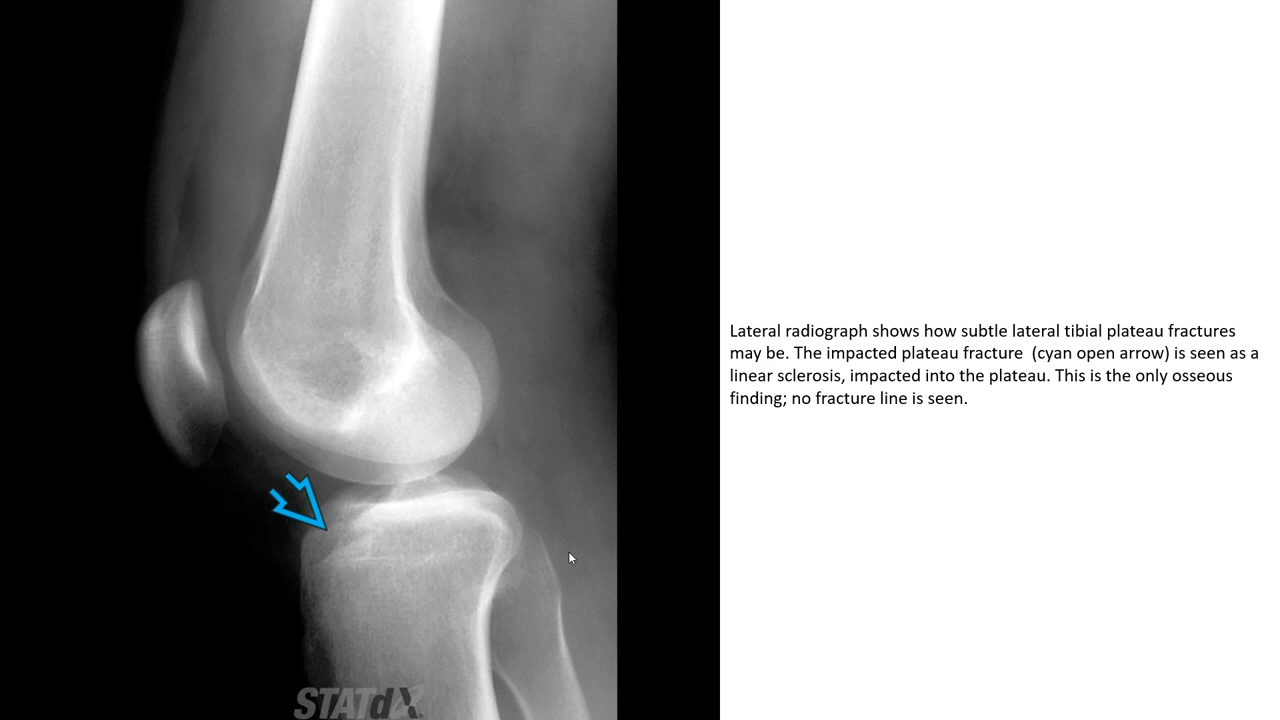 Lateral radiograph shows how subtle lateral tibial plateau fractures
may be. The impacted plateau fracture  (cyan open arrow) is seen as a
linear sclerosis, impacted into the plateau. This is the only osseous
finding; no fracture line is seen.
STATdX.